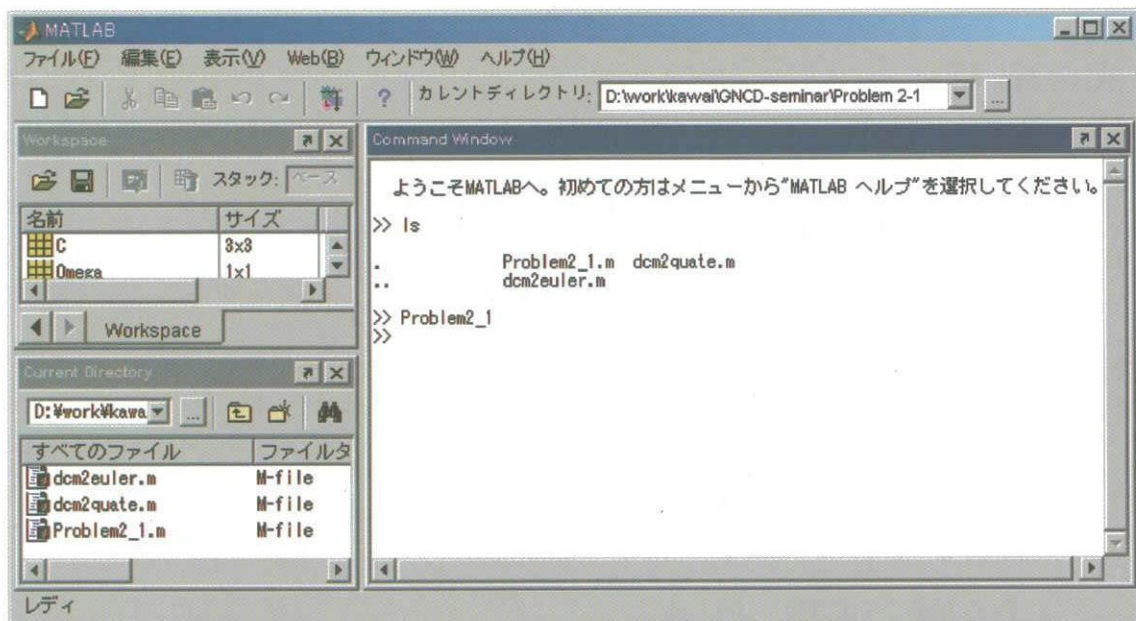 MATLAB
ファイル(F) 編集(E) 表示(V) Web(B) ウィンドウ(W) ヘルプ(H)
カレントディレクトリ: D:\work\kawai\GNCD-seminar\Problem 2-1
Workspace
スタック: ベース
名前 サイズ
C 3x3
Omega 1x1
Workspace
Current Directory
D:¥work¥kawa
すべてのファイル ファイルタ
dcm2euler.m M-file
dcm2quate.m M-file
Problem2_1.m M-file
Command Window
ようこそMATLABへ。初めての方はメニューから"MATLAB ヘルプ"を選択してください。
>> ls
. Problem2_1.m dcm2quate.m
.. dcm2euler.m
>> Problem2_1
>>
レディ